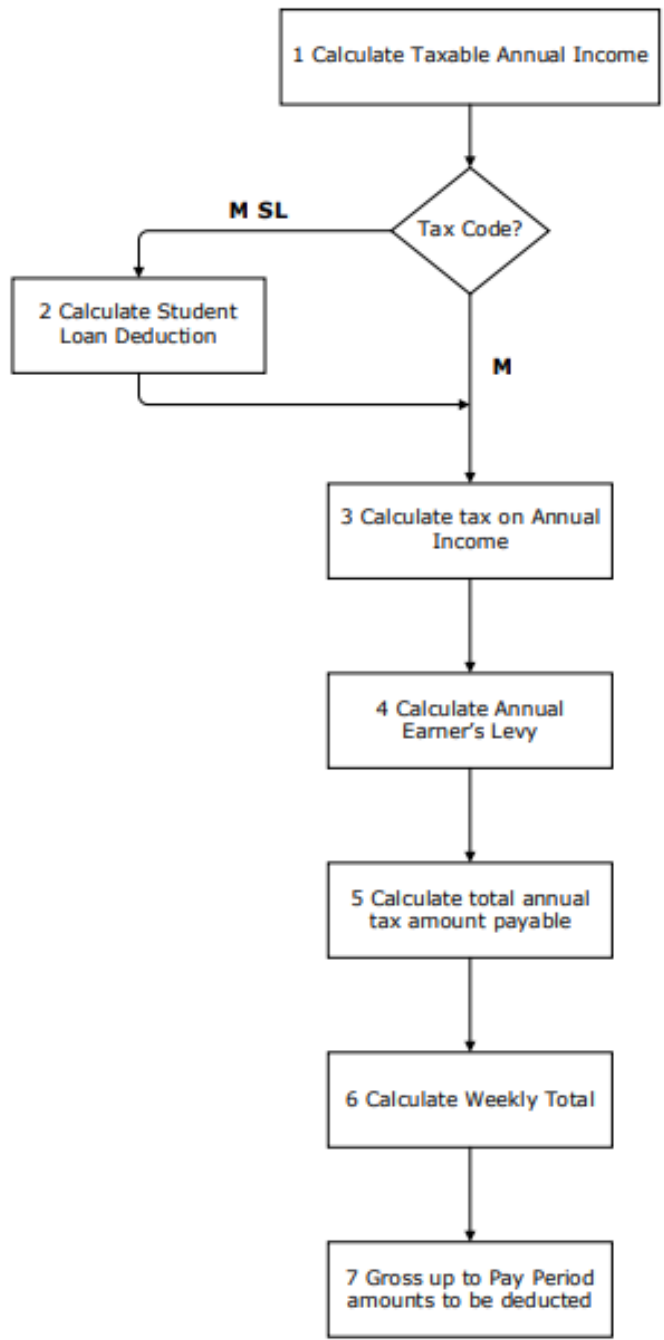 1 Calculate Taxable Annual Income
Tax Code?
M SL
2 Calculate Student
Loan Deduction
M
3 Calculate tax on Annual
Income
4 Calculate Annual
Earner’s Levy
5 Calculate total annual
tax amount payable
6 Calculate Weekly Total
7 Gross up to Pay Period
amounts to be deducted